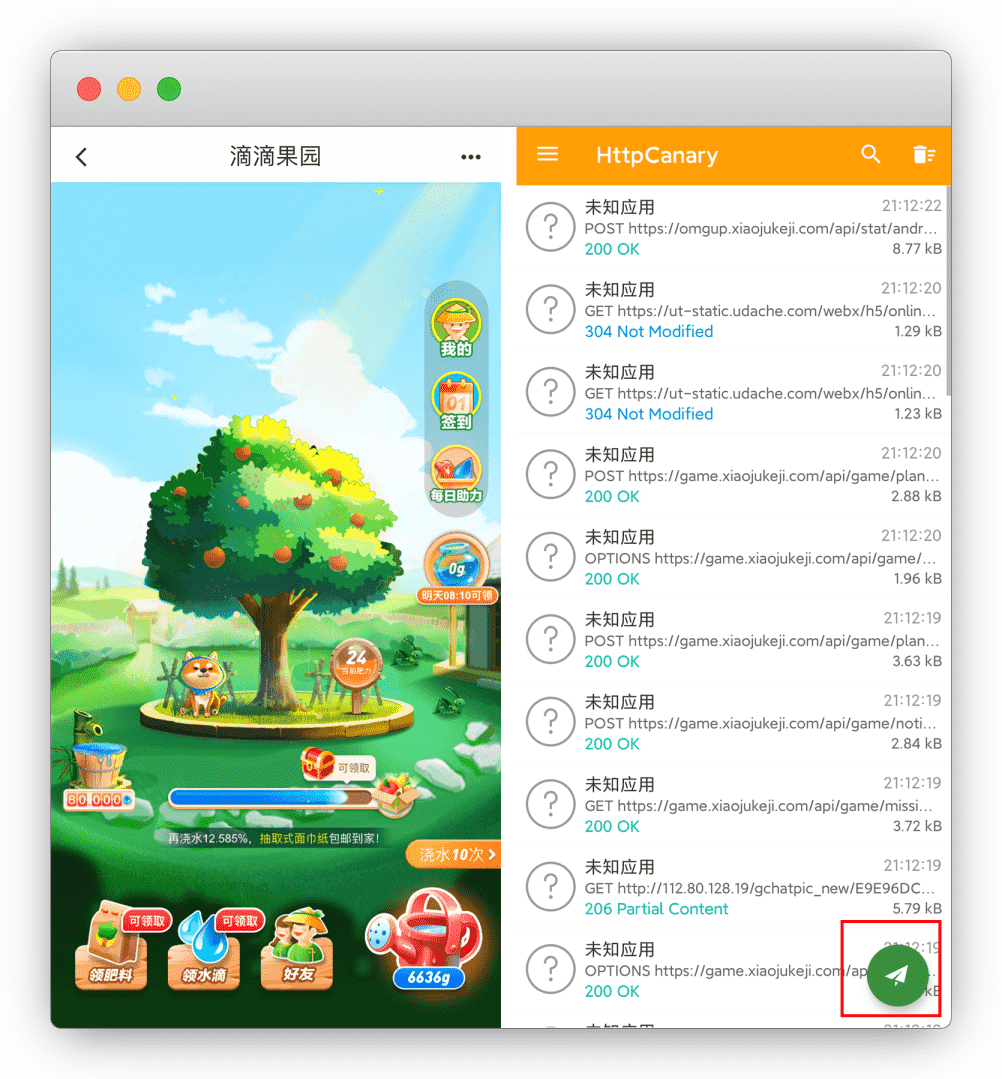 滴滴果园
我的
01
签到
每日助力
0g
明天08:10可领
24
当前肥力
可领取
80,000
再浇水12.585%，抽取式面巾纸包邮到家!
浇水10次
可领取
领肥料
可领取
领水滴
好友
6636g
HttpCanary
未知应用
21:12:22
POST https://omgup.xiaojukeji.com/api/stat/andr...
200 OK
8.77 kB
未知应用
21:12:20
GET https://ut-static.udache.com/webx/h5/onlin...
304 Not Modified
1.29 kB
未知应用
21:12:20
GET https://ut-static.udache.com/webx/h5/onlin...
304 Not Modified
1.23 kB
未知应用
21:12:20
POST https://game.xiaojukeji.com/api/game/plan...
200 OK
2.88 kB
未知应用
21:12:20
OPTIONS https://game.xiaojukeji.com/api/game/...
200 OK
1.96 kB
未知应用
21:12:19
POST https://game.xiaojukeji.com/api/game/plan...
200 OK
3.63 kB
未知应用
21:12:19
POST https://game.xiaojukeji.com/api/game/noti...
200 OK
2.84 kB
未知应用
21:12:19
GET https://game.xiaojukeji.com/api/game/missi...
200 OK
3.72 kB
未知应用
21:12:19
GET http://112.80.128.19/gchatpic_new/E9E96DC...
206 Partial Content
5.79 kB
未知应用
21:12:19
OPTIONS https://game.xiaojukeji.com/ap
200 OK
kB